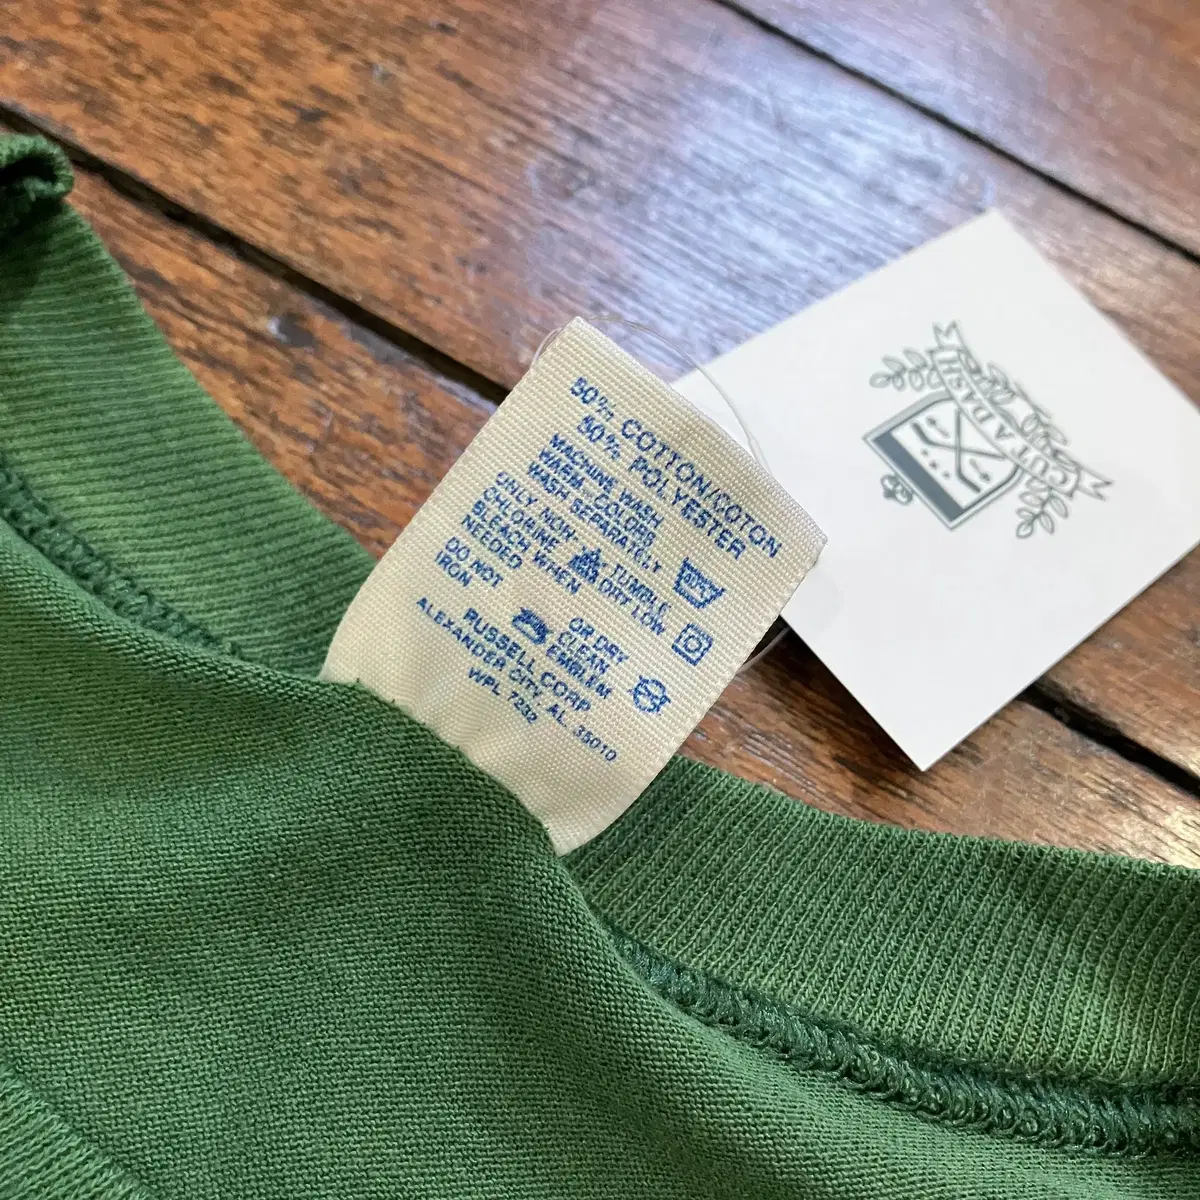 50% COTTON/COTON
50% POLYESTER
MACHINE WASH
WARM-COLORS
WASH SEPARATELY
ONLY NON
CHLORINE
BLEACH WHEN
NEEDED
TUMBLE
DRY LOW
DO NOT
IRON
OR DRY
CLEAN
EMBLEM
RUSSELL CORP
ALEXANDER CITY, AL. 35010
WPL 7232
CUT A DASH